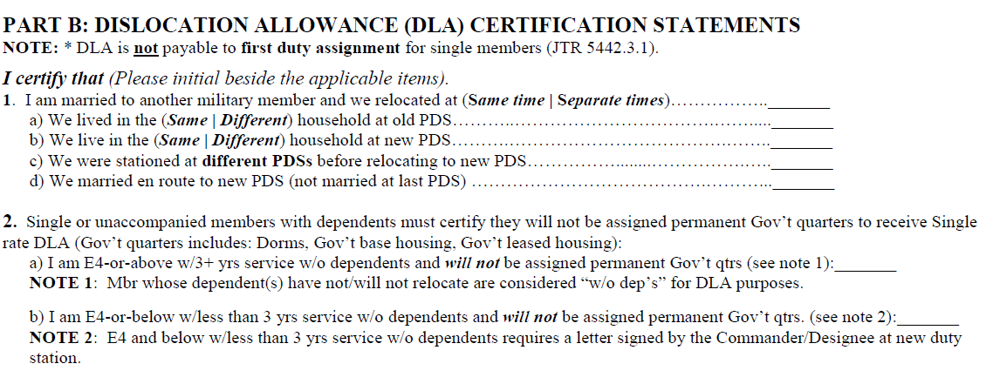 PART B: DISLOCATION ALLOWANCE (DLA) CERTIFICATION STATEMENTS
NOTE: * DLA is not payable to first duty assignment for single members (JTR 5442.3.1).
I certify that (Please initial beside the applicable items).
1. I am married to another military member and we relocated at (Same time | Separate times)..................________
a) We lived in the (Same | Different) household at old PDS......................................................________
b) We live in the (Same | Different) household at new PDS......................................................________
c) We were stationed at different PDSs before relocating to new PDS..........................................________
d) We married en route to new PDS (not married at last PDS) ..................................................________
2. Single or unaccompanied members with dependents must certify they will not be assigned permanent Gov't quarters to receive Single
rate DLA (Gov't quarters includes: Dorms, Gov't base housing, Gov't leased housing):
a) I am E4-or-above w/3+ yrs service w/o dependents and will not be assigned permanent Gov't qtrs (see note 1):________
NOTE 1: Mbr whose dependent(s) have not/will not relocate are considered "w/o dep's" for DLA purposes.
b) I am E4-or-below w/less than 3 yrs service w/o dependents and will not be assigned permanent Gov't qtrs. (see note 2):________
NOTE 2: E4 and below w/less than 3 yrs service w/o dependents requires a letter signed by the Commander/Designee at new duty
station.